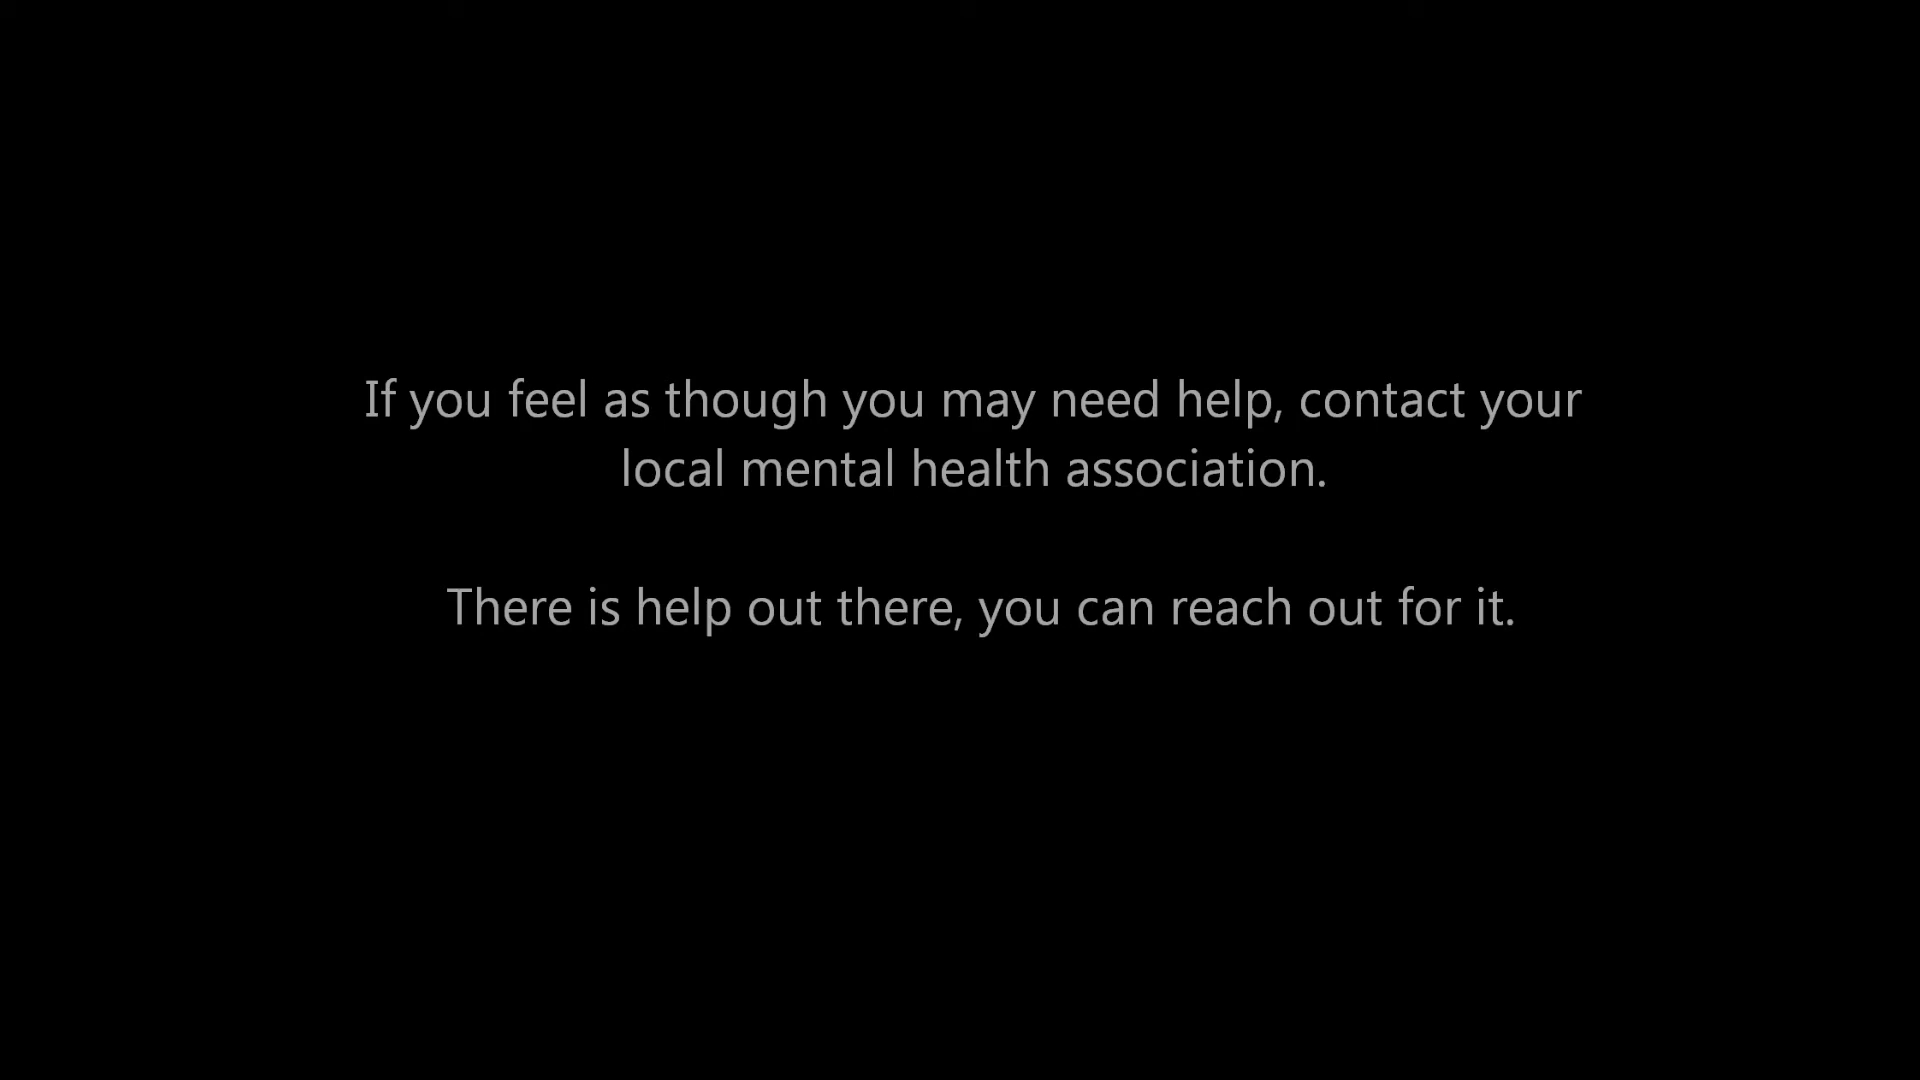 If you feel as though you may need help, contact your
local mental health association.
There is help out there, you can reach out for it.